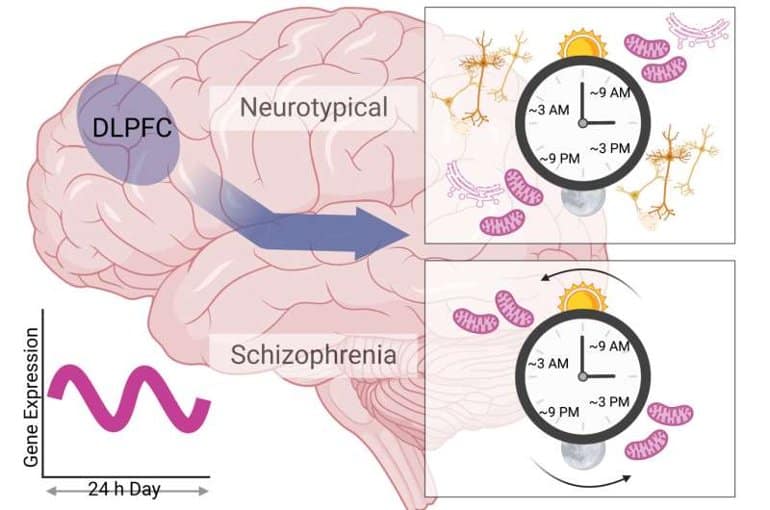 DLPFC
Neurotypical
~9 AM
~3 AM
~3 PM
~9 PM
Schizophrenia
~9 AM
~3 AM
~3 PM
~9 PM
Gene Expression
24 h Day